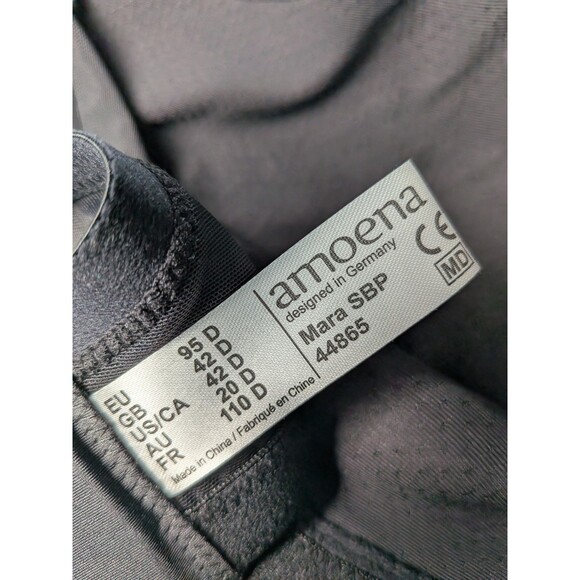 amoena
designed in Germany
Mara SBP
44865
CE
MD
EU 95 D
GB 42 D
US/CA 42 D
AU 20 D
FR 110 D
Made in China / Fabriqué en Chine